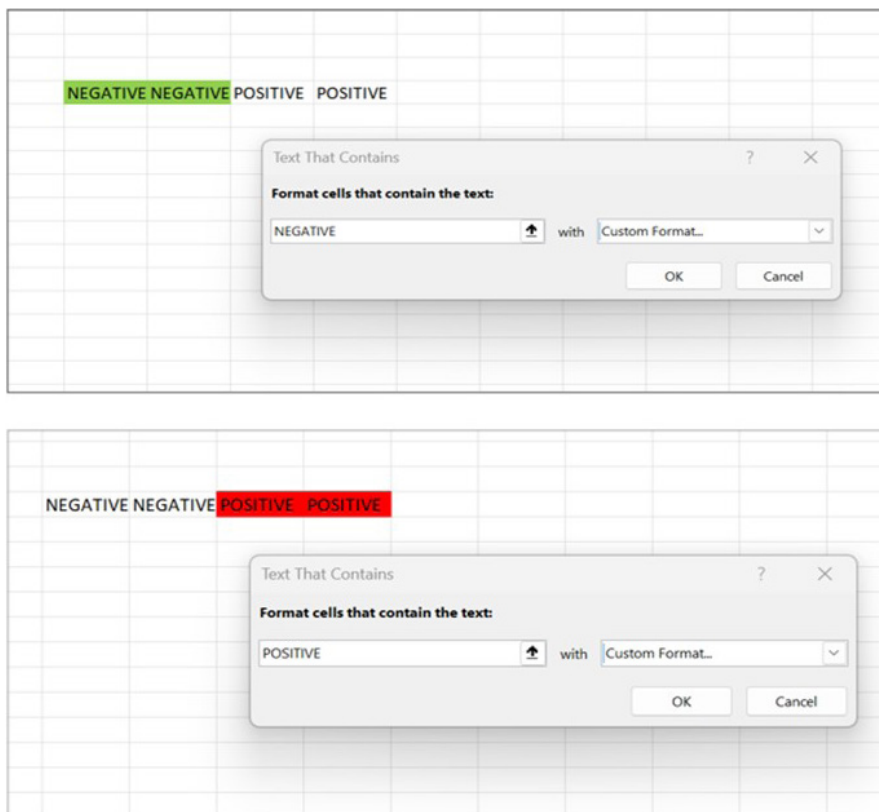 NEGATIVE NEGATIVE POSITIVE POSITIVE
Text That Contains ?
Format cells that contain the text:
NEGATIVE with Custom Format...
OK Cancel
NEGATIVE NEGATIVE POSITIVE POSITIVE
Text That Contains ?
Format cells that contain the text:
POSITIVE with Custom Format...
OK Cancel